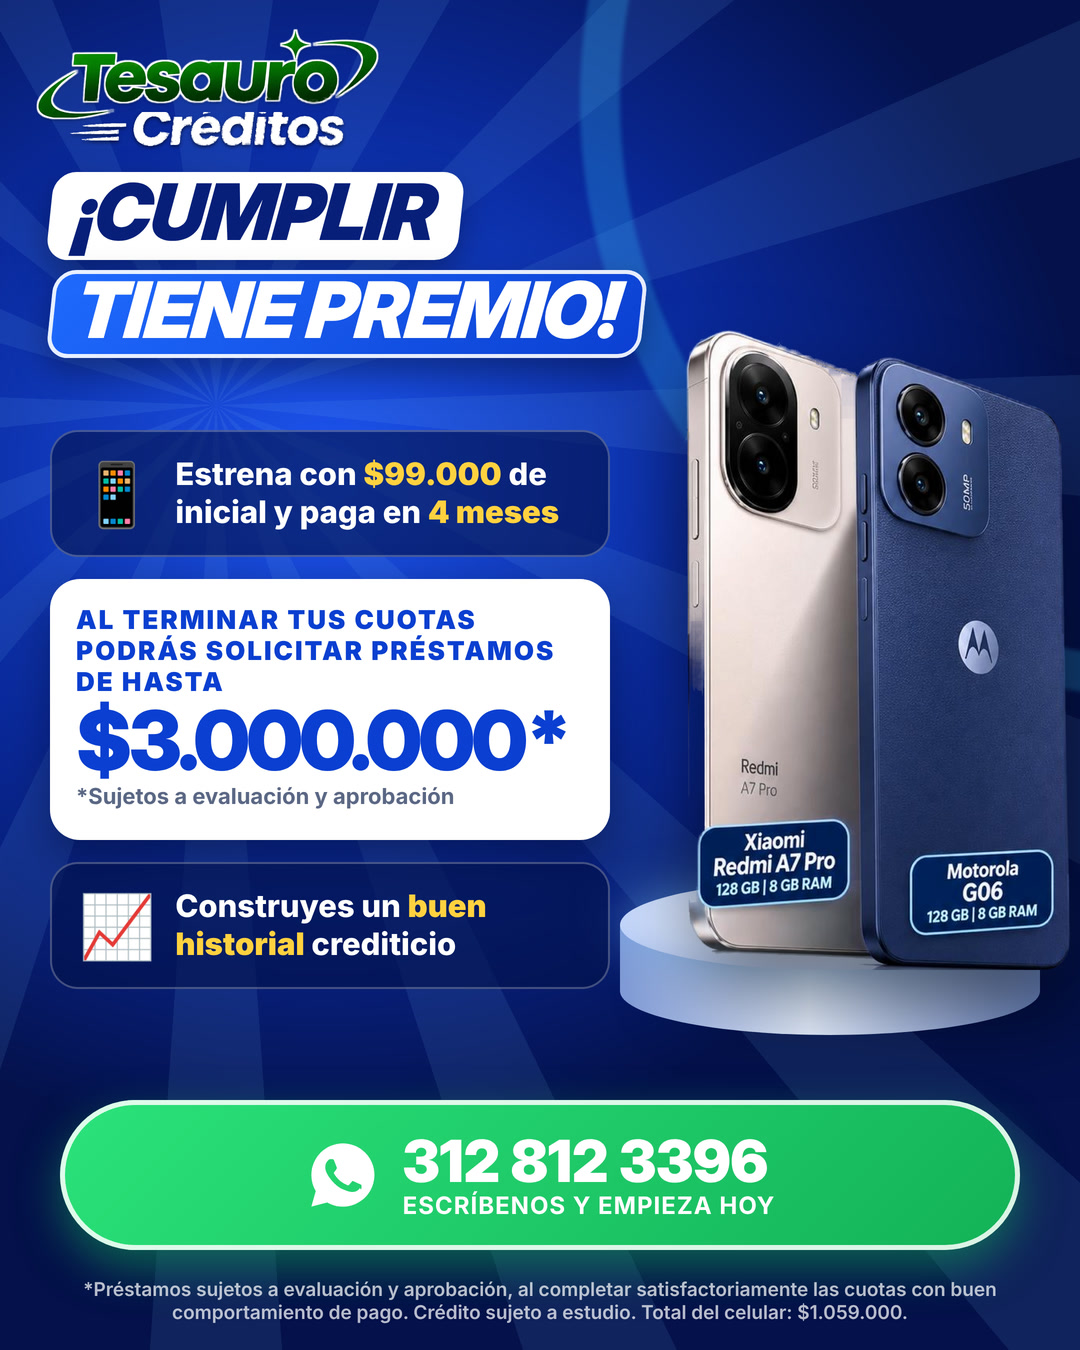 Tesauro
Créditos
¡CUMPLIR
TIENE PREMIO!
Estrena con $99.000 de
inicial y paga en 4 meses
AL TERMINAR TUS CUOTAS
PODRÁS SOLICITAR PRÉSTAMOS
DE HASTA
$3.000.000*
*Sujetos a evaluación y aprobación
Construyes un buen
historial crediticio
50MP
Redmi
A7 Pro
Xiaomi
Redmi A7 Pro
128 GB | 8 GB RAM
Motorola
G06
128 GB | 8 GB RAM
312 812 3396
ESCRÍBENOS Y EMPIEZA HOY
*Préstamos sujetos a evaluación y aprobación, al completar satisfactoriamente las cuotas con buen
comportamiento de pago. Crédito sujeto a estudio. Total del celular: $1.059.000.